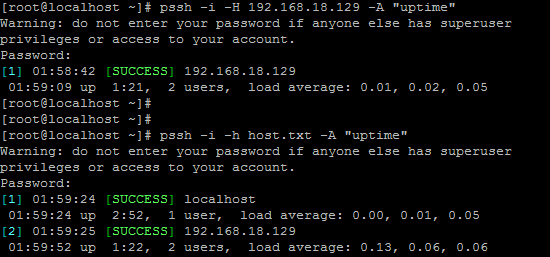 [root@localhost ~]# pssh -i -H 192.168.18.129 -A "uptime"
Warning: do not enter your password if anyone else has superuser
privileges or access to your account.
Password:
[1] 01:58:42 [SUCCESS] 192.168.18.129
 01:59:09 up  1:21,  2 users,  load average: 0.01, 0.02, 0.05
[root@localhost ~]#
[root@localhost ~]#
[root@localhost ~]# pssh -i -h host.txt -A "uptime"
Warning: do not enter your password if anyone else has superuser
privileges or access to your account.
Password:
[1] 01:59:24 [SUCCESS] localhost
 01:59:24 up  2:52,  1 user,  load average: 0.00, 0.01, 0.05
[2] 01:59:25 [SUCCESS] 192.168.18.129
 01:59:52 up  1:22,  2 users,  load average: 0.13, 0.06, 0.06